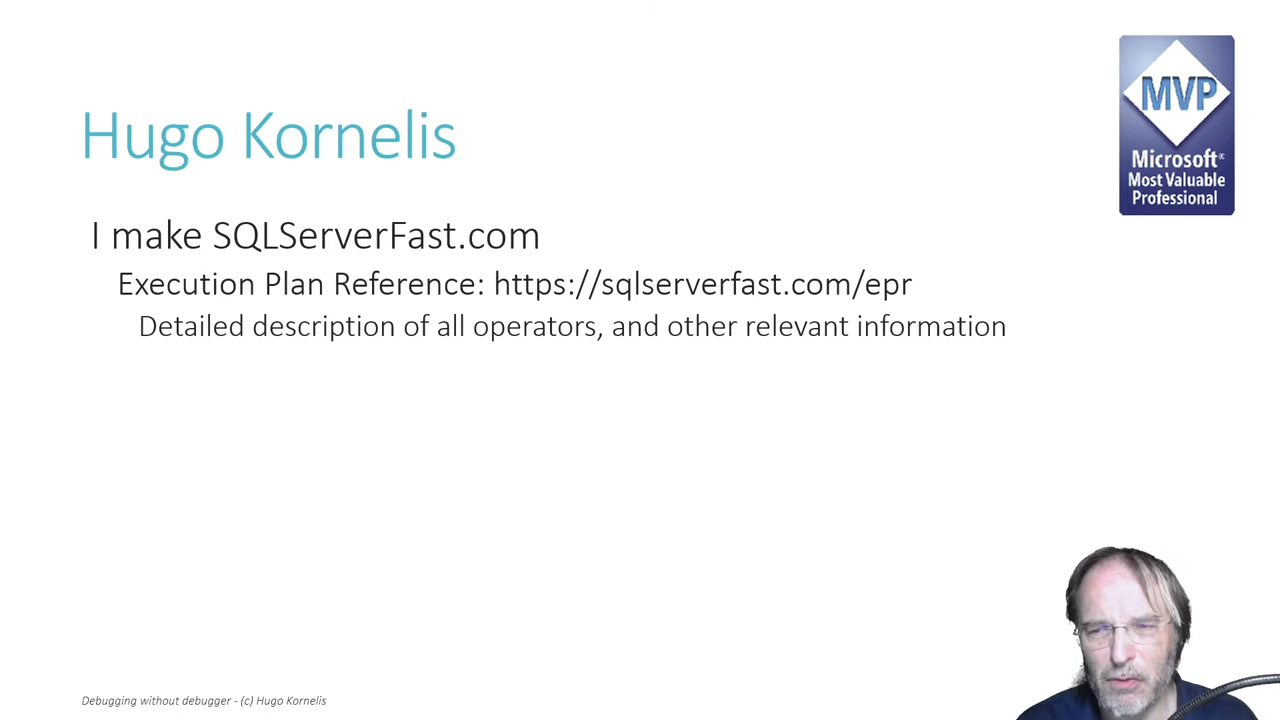 Hugo Kornelis
MVP
Microsoft®
Most Valuable
Professional
I make SQLServerFast.com
Execution Plan Reference: https://sqlserverfast.com/epr
Detailed description of all operators, and other relevant information
Debugging without debugger - (c) Hugo Kornelis